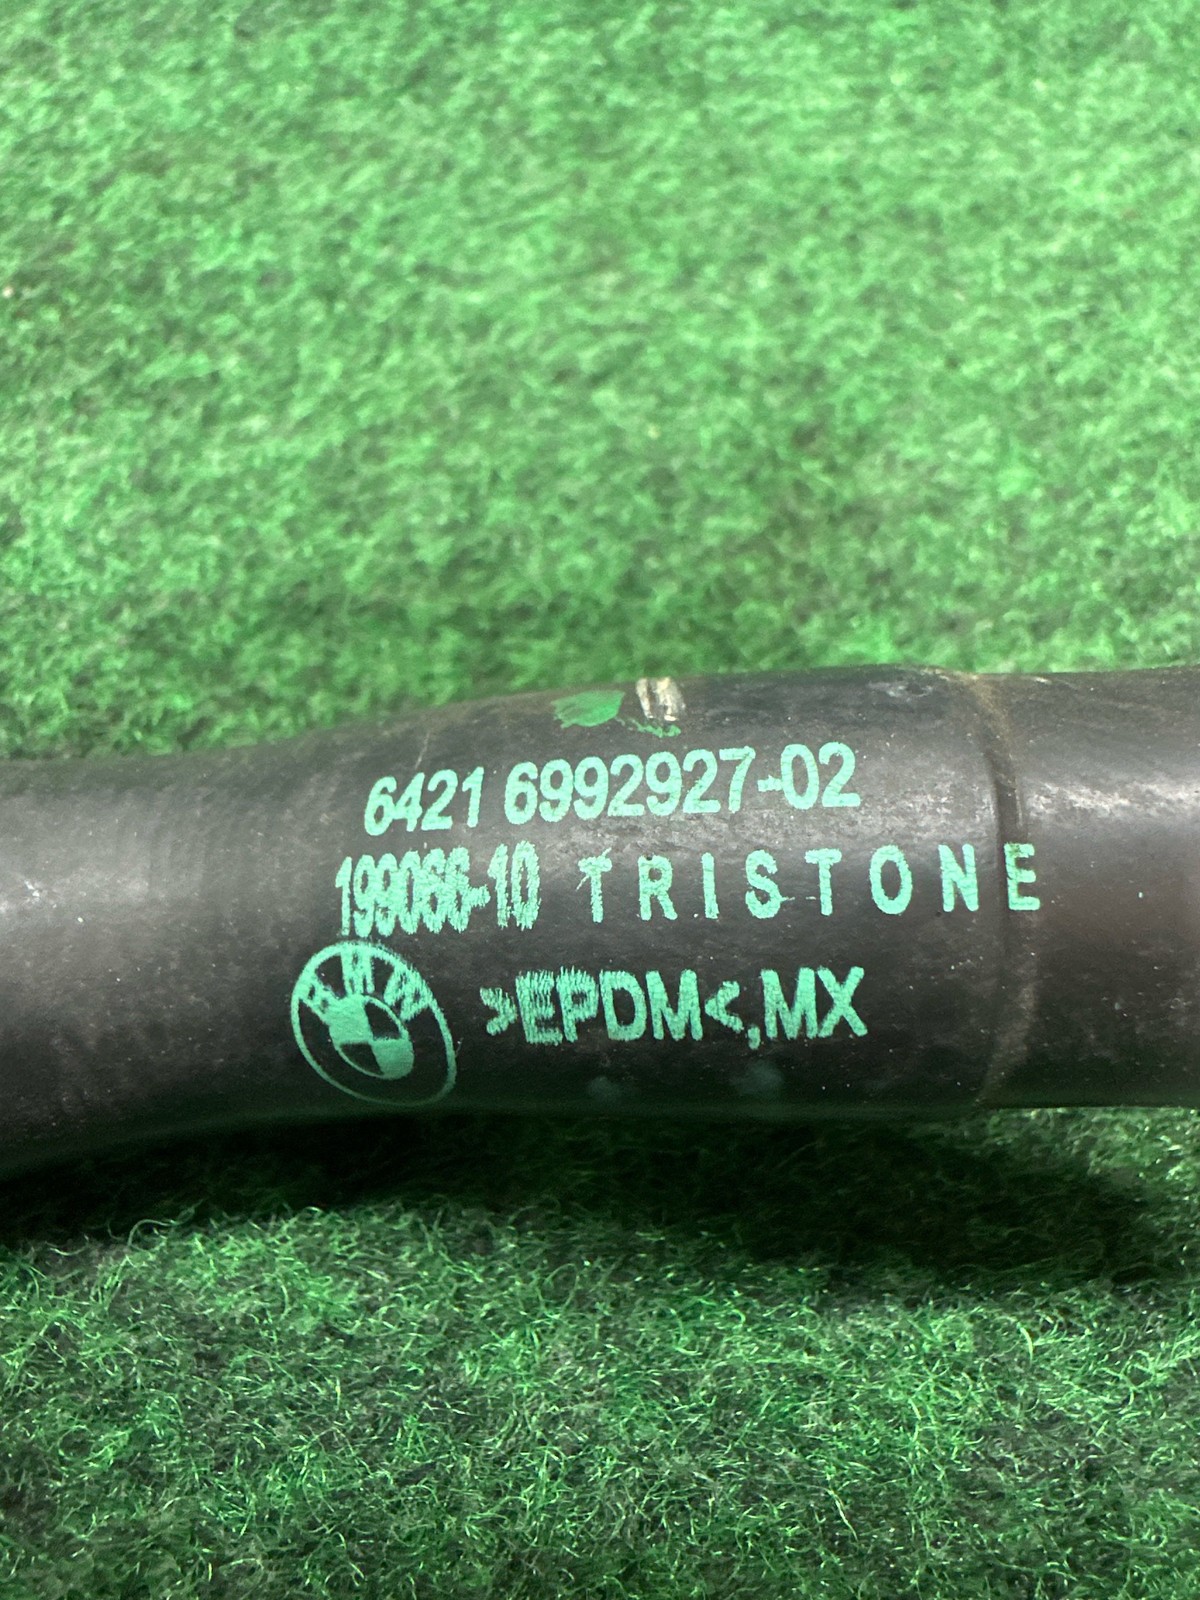 6421 6992927-02
199066-10 TRISTONE
BMW
>EPDM<,MX